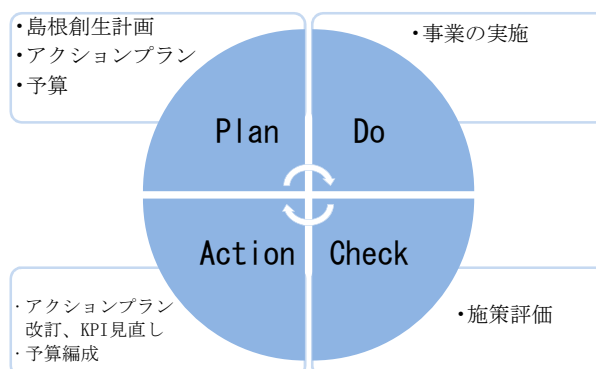 ・島根創生計画
・アクションプラン
・予算
・事業の実施
Plan
Do
Action
Check
・アクションプラン
改訂、KPI見直し
・予算編成
・施策評価